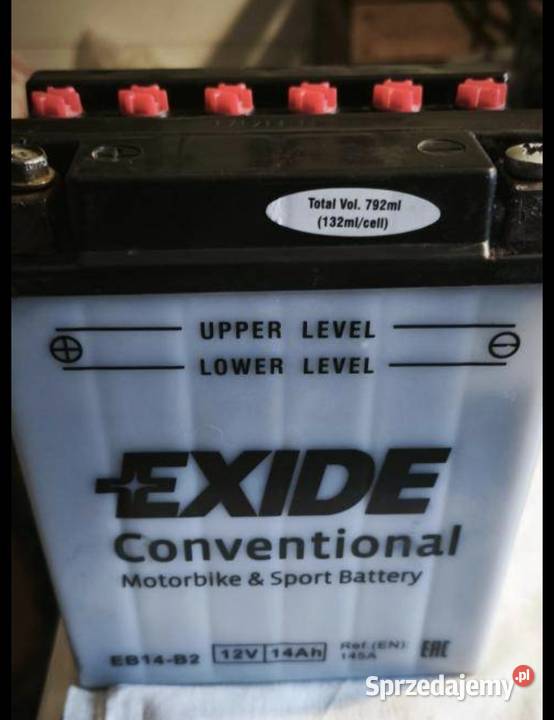 Total Vol. 792ml
(132ml/cell)
UPPER LEVEL
LOWER LEVEL
EXIDE
Conventional
Motorbike & Sport Battery
EB14-B2 12V 14Ah Ref.(EN):
145A
EAC
Sprzedajemy.pl